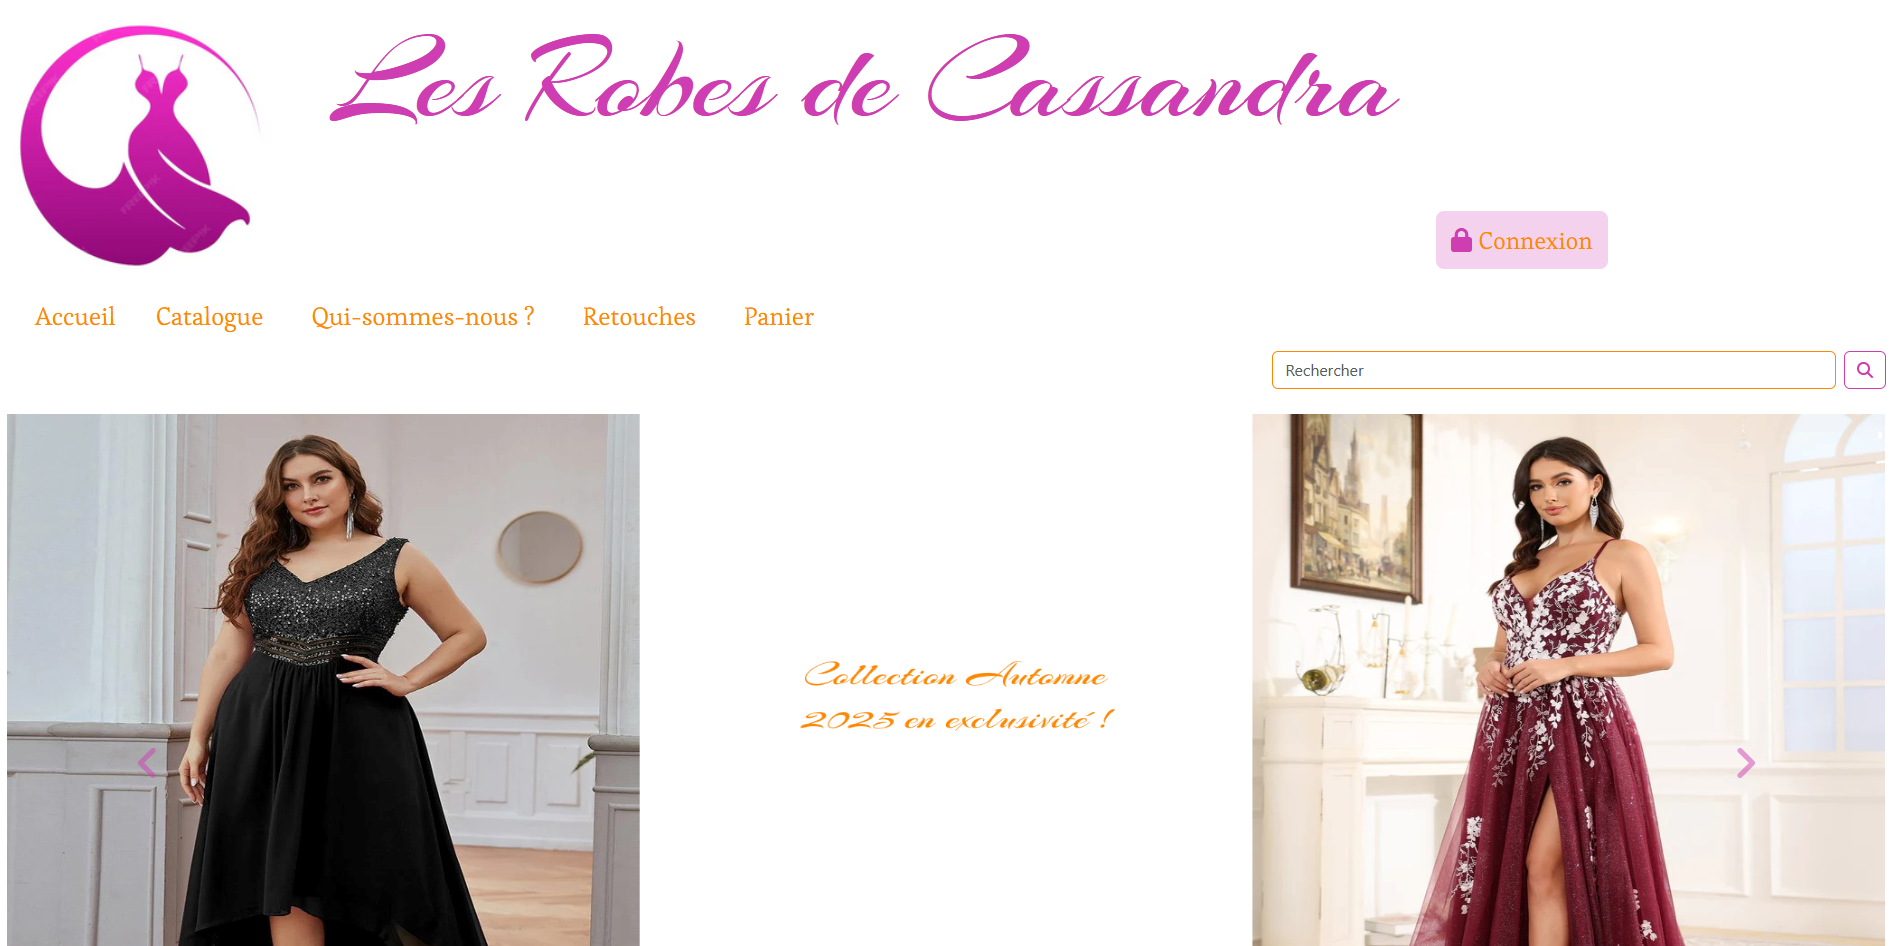 Les Robes de Cassandra
Connexion
Accueil Catalogue Qui-sommes-nous ? Retouches Panier
Rechercher
Collection Automne
2025 en exclusivité !